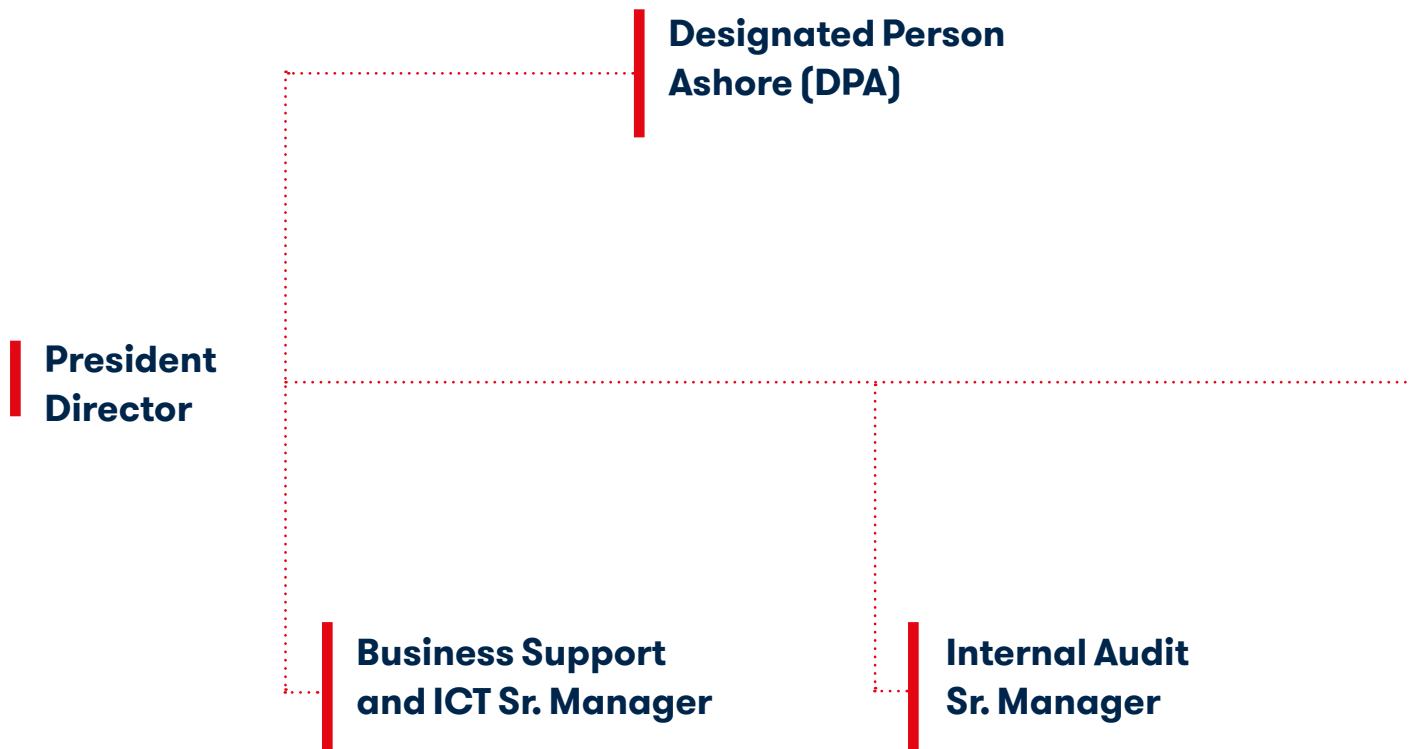 Designated Person
Ashore (DPA)
President
Director
Business Support
and ICT Sr. Manager
Internal Audit
Sr. Manager